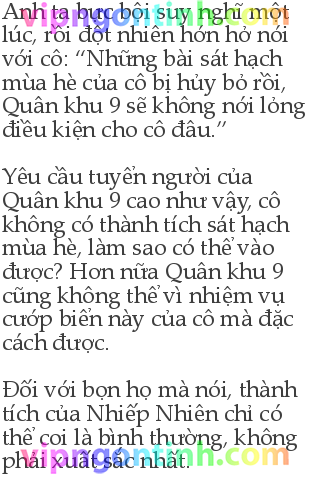 Anh ta bực bội suy nghĩ một
lúc, rồi đột nhiên hớn hở nói
với cô: “Những bài sát hạch
mùa hè của cô bị hủy bỏ rồi,
Quân khu 9 sẽ không nới lỏng
điều kiện cho cô đâu.”
Yêu cầu tuyển người của
Quân khu 9 cao như vậy, cô
không có thành tích sát hạch
mùa hè, làm sao có thể vào
được? Hơn nữa Quân khu 9
cũng không thể vì nhiệm vụ
cướp biển này của cô mà đặc
cách được.
Đối với bọn họ mà nói, thành
tích của Nhiếp Nhiên chỉ có
thể coi là bình thường, không
phải xuất sắc nhất.
vipngontinh.com
vipngontinh.com